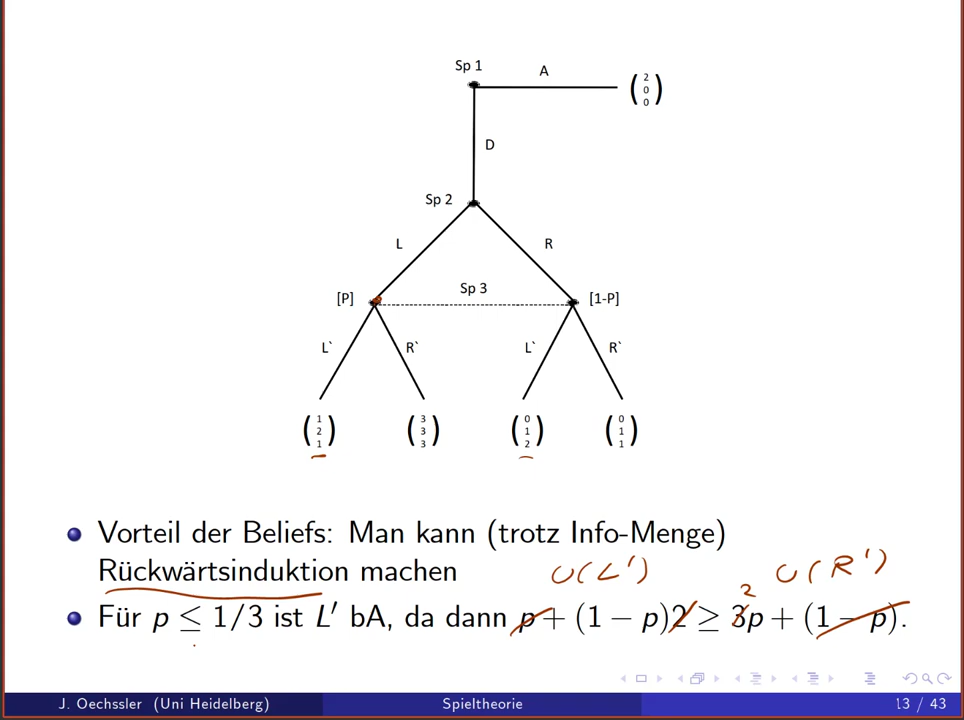 Sp 1
A
2
0
0
D
Sp 2
L
R
Sp 3
[P]
[1-P]
L`
R`
L`
R`
1
2
1
3
3
3
0
1
2
0
1
1
Vorteil der Beliefs: Man kann (trotz Info-Menge)
Rückwärtsinduktion machen
U(L')
U(R')
2
Für p ≤ 1/3 ist L′ bA, da dann p + (1 − p)2 ≥ 3p + (1 − p).
J. Oechssler (Uni Heidelberg)
Spieltheorie
13 / 43